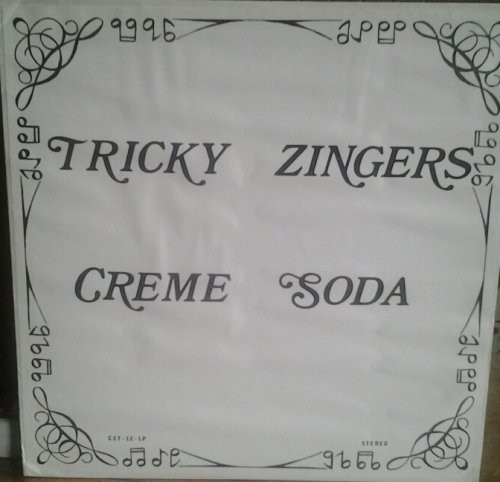 TRICKY ZINGERS
CREME SODA
CST-12-LP STEREO